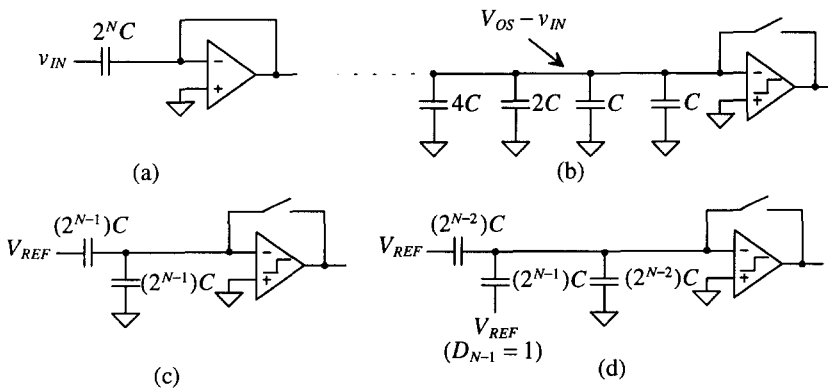 2^N C
v_IN
−
+
(a)
V_OS − v_IN
4C
2C
C
C
−
+
(b)
(2^{N-1})C
V_REF
(2^{N-1})C
−
+
(c)
(2^{N-2})C
V_REF
(2^{N-1})C
(2^{N-2})C
−
+
V_REF
(D_{N-1} = 1)
(d)